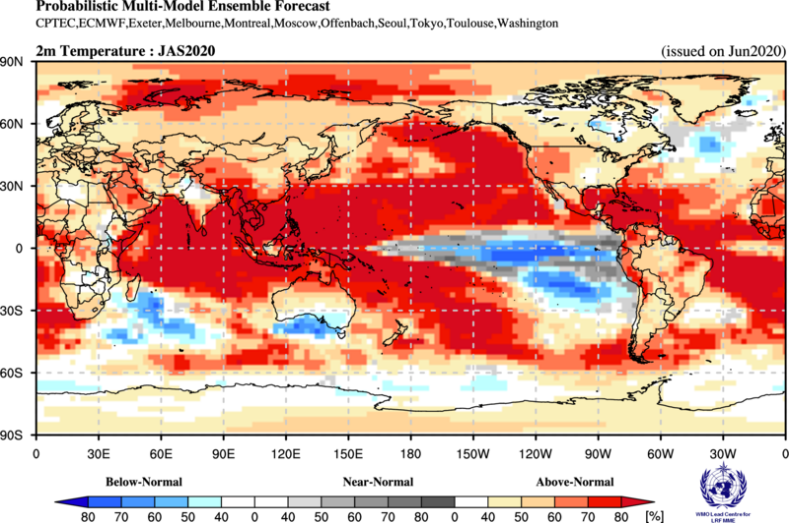 Probabilistic Multi-Model Ensemble Forecast
CPTEC,ECMWF,Exeter,Melbourne,Montreal,Moscow,Offenbach,Seoul,Tokyo,Toulouse,Washington
2m Temperature : JAS2020 (issued on Jun2020)
90N
60N
30N
0
30S
60S
90S
0 30E 60E 90E 120E 150E 180 150W 120W 90W 60W 30W 0
Below-Normal Near-Normal Above-Normal
80 70 60 50 40 0 40 50 60 70 80 0 40 50 60 70 80 [%]
WMO Lead Centre for
LRF MME